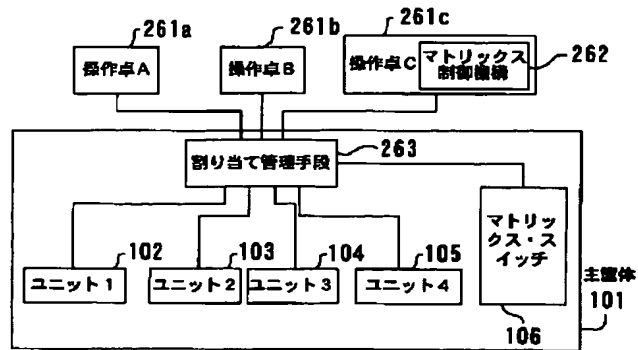 261a
261b
261c
操作卓A
操作卓B
操作卓C
マトリックス
制御機構
262
割り当て管理手段
263
102
103
104
105
ユニット1
ユニット2
ユニット3
ユニット4
マトリッ
クス・ス
イッチ
106
主筐体
101